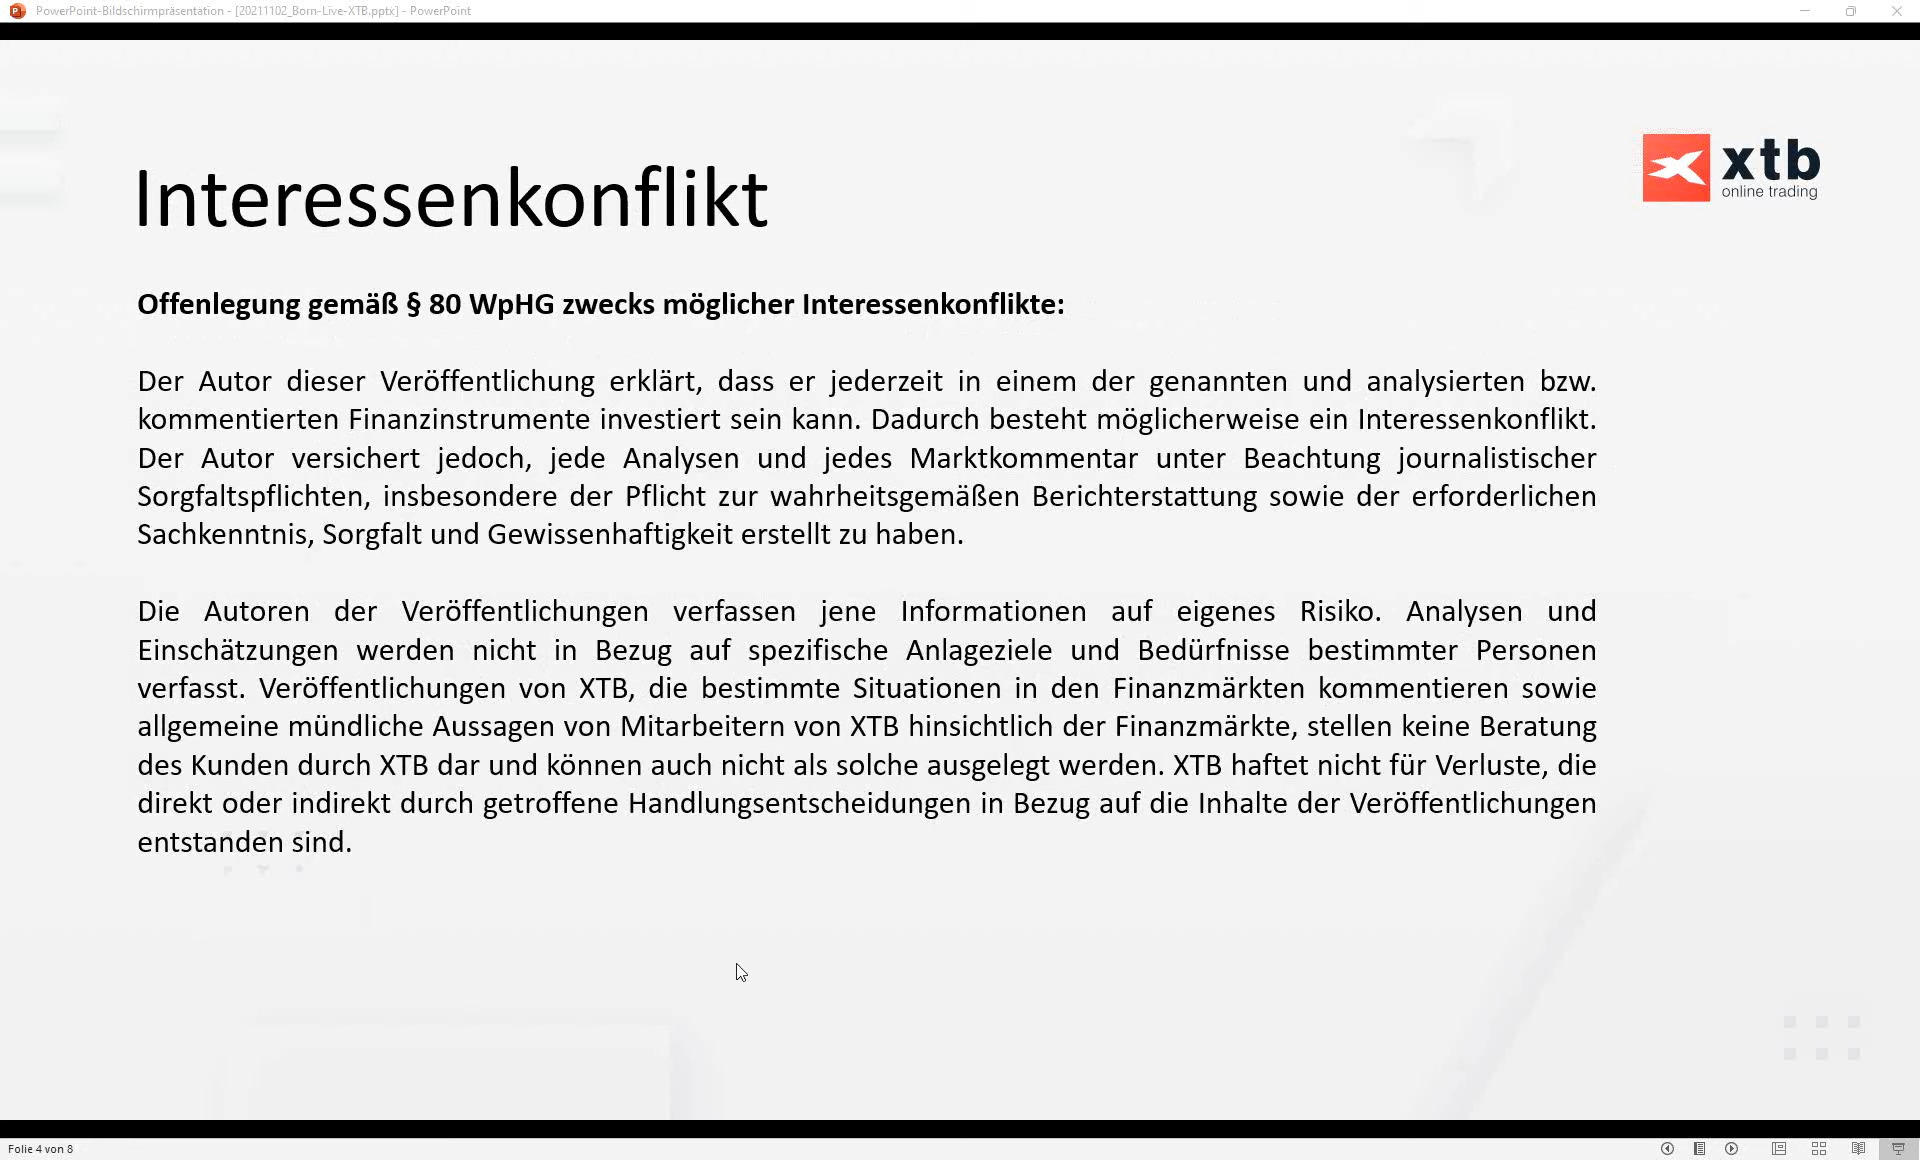 PowerPoint-Bildschirmpräsentation - [20211102_Born-Live-XTB.pptx] - PowerPoint
xtb
online trading
Interessenkonflikt
Offenlegung gemäß § 80 WpHG zwecks möglicher Interessenkonflikte:
Der Autor dieser Veröffentlichung erklärt, dass er jederzeit in einem der genannten und analysierten bzw.
kommentierten Finanzinstrumente investiert sein kann. Dadurch besteht möglicherweise ein Interessenkonflikt.
Der Autor versichert jedoch, jede Analysen und jedes Marktkommentar unter Beachtung journalistischer
Sorgfaltspflichten, insbesondere der Pflicht zur wahrheitsgemäßen Berichterstattung sowie der erforderlichen
Sachkenntnis, Sorgfalt und Gewissenhaftigkeit erstellt zu haben.
Die Autoren der Veröffentlichungen verfassen jene Informationen auf eigenes Risiko. Analysen und
Einschätzungen werden nicht in Bezug auf spezifische Anlageziele und Bedürfnisse bestimmter Personen
verfasst. Veröffentlichungen von XTB, die bestimmte Situationen in den Finanzmärkten kommentieren sowie
allgemeine mündliche Aussagen von Mitarbeitern von XTB hinsichtlich der Finanzmärkte, stellen keine Beratung
des Kunden durch XTB dar und können auch nicht als solche ausgelegt werden. XTB haftet nicht für Verluste, die
direkt oder indirekt durch getroffene Handlungsentscheidungen in Bezug auf die Inhalte der Veröffentlichungen
entstanden sind.
Folie 4 von 8